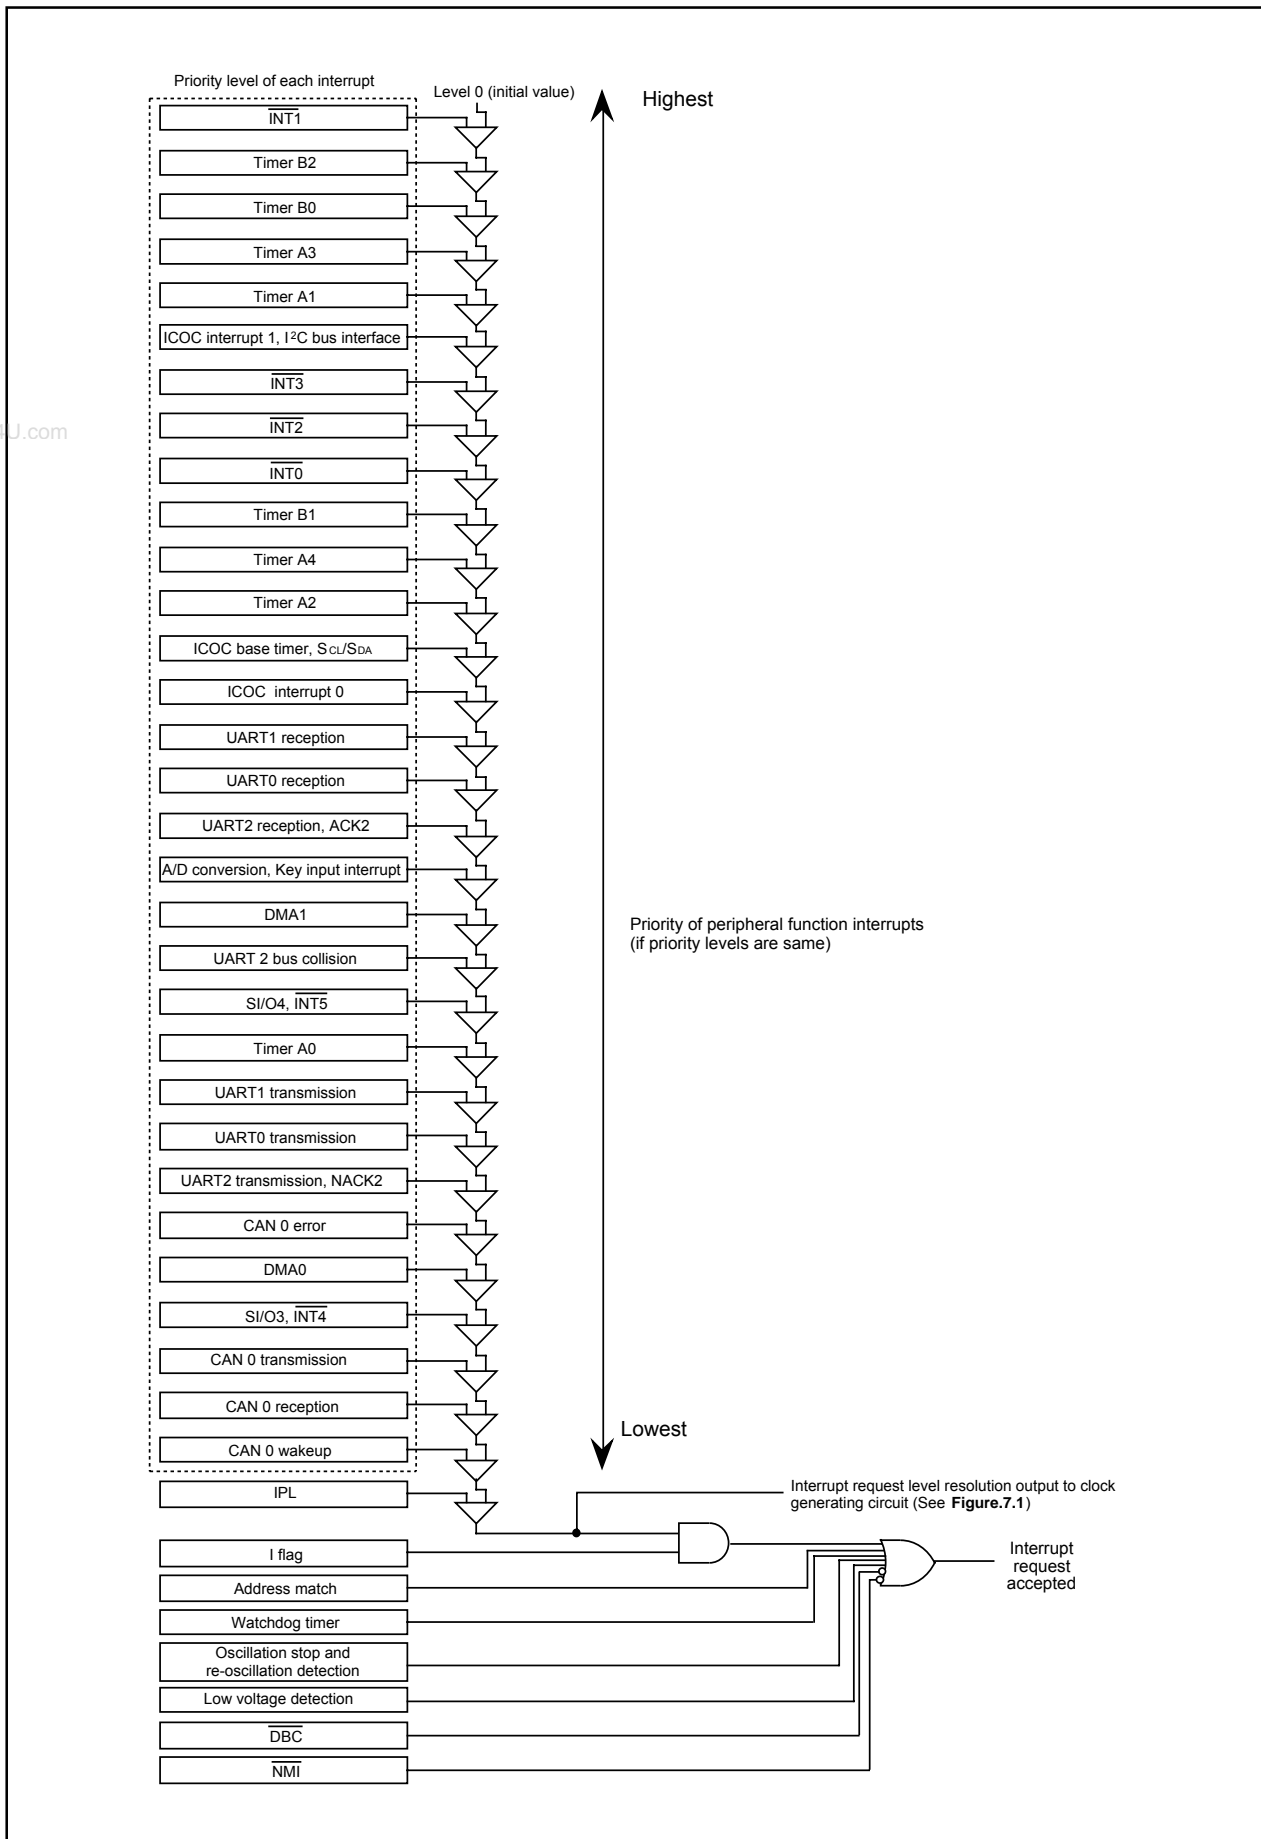 Priority level of each interrupt
Level 0 (initial value)
Highest
INT1
Timer B2
Timer B0
Timer A3
Timer A1
ICOC interrupt 1, I²C bus interface
INT3
INT2
4U.com
INT0
Timer B1
Timer A4
Timer A2
ICOC base timer, SCL/SDA
ICOC interrupt 0
UART1 reception
UART0 reception
UART2 reception, ACK2
A/D conversion, Key input interrupt
DMA1
Priority of peripheral function interrupts
(if priority levels are same)
UART 2 bus collision
SI/O4, INT5
Timer A0
UART1 transmission
UART0 transmission
UART2 transmission, NACK2
CAN 0 error
DMA0
SI/O3, INT4
CAN 0 transmission
CAN 0 reception
Lowest
CAN 0 wakeup
IPL
Interrupt request level resolution output to clock
generating circuit (See Figure.7.1)
I flag
Interrupt
request
accepted
Address match
Watchdog timer
Oscillation stop and
re-oscillation detection
Low voltage detection
DBC
NMI